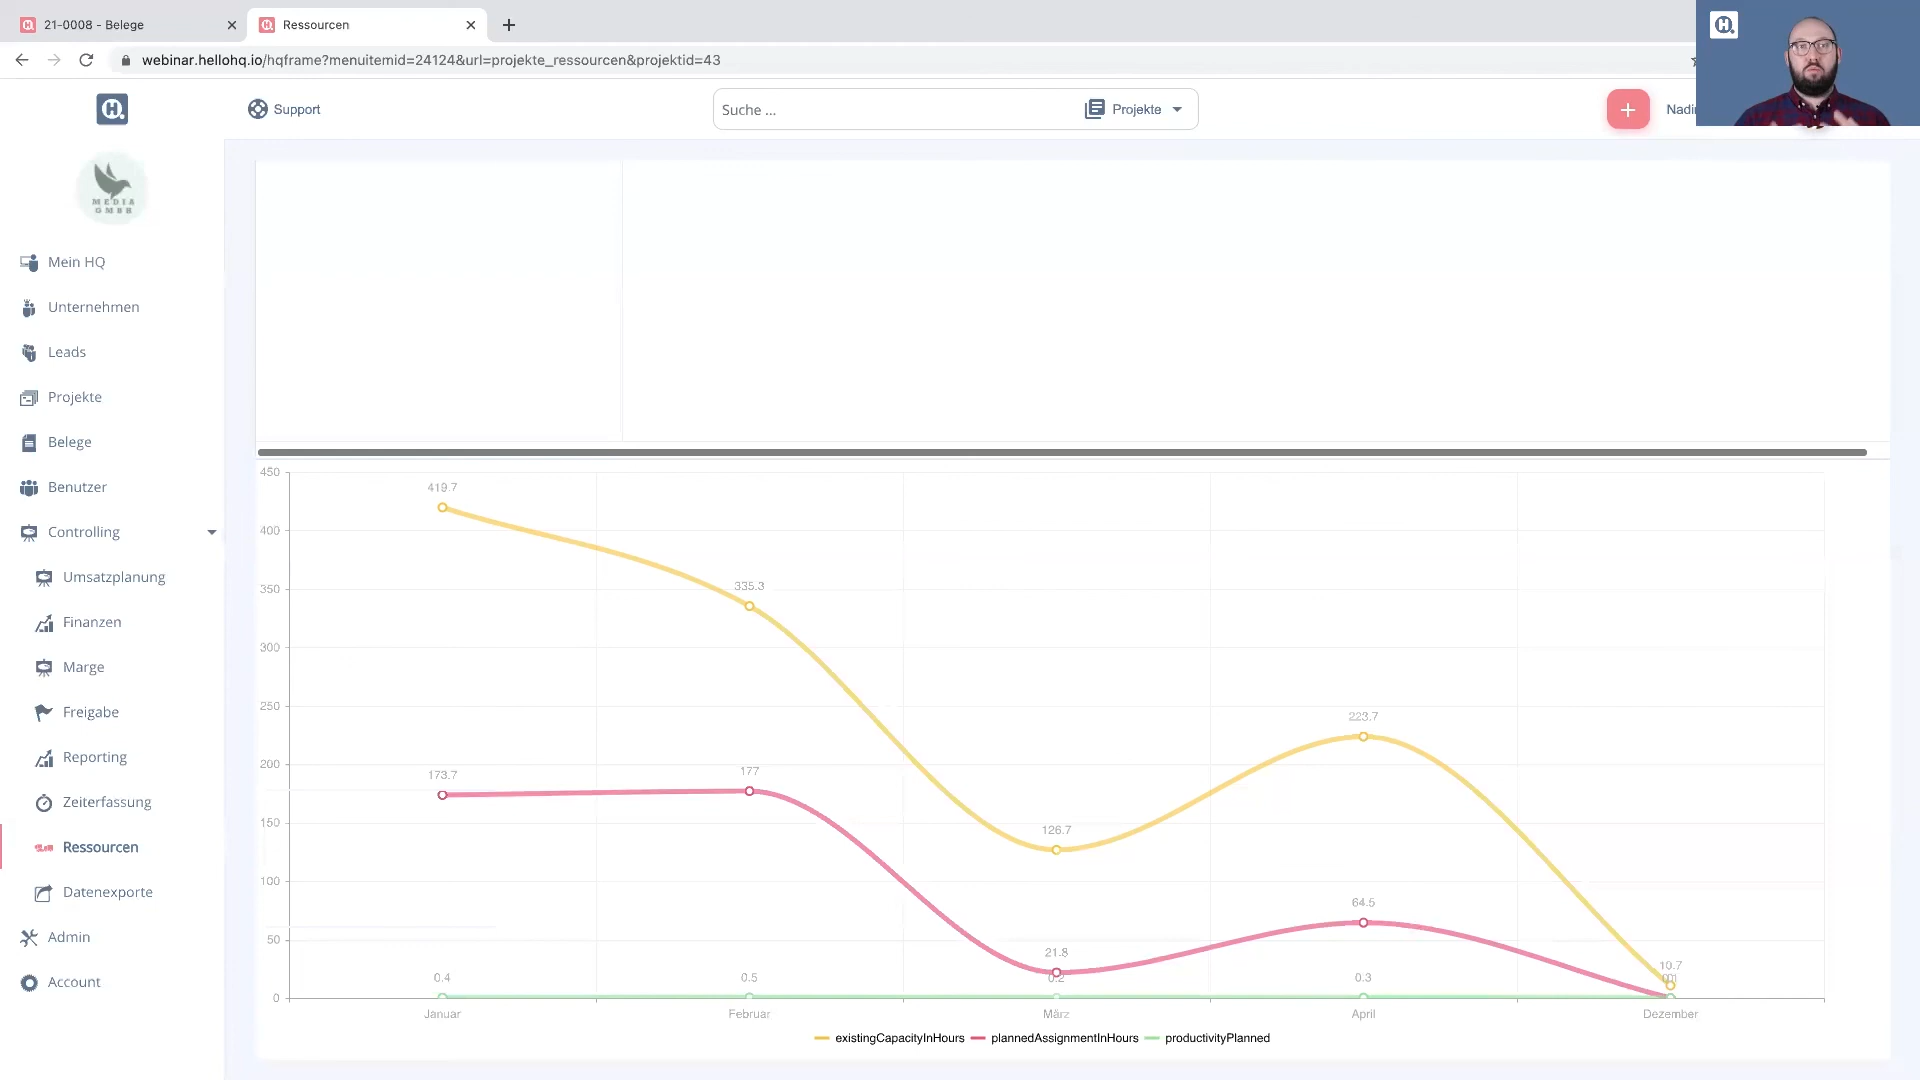 21-0008 - Belege
Ressourcen
webinar.hellohq.io/hqframe?menuitemid=24124&url=projekte_ressourcen&projektid=43
Support
Suche ...
Projekte
MEDIA
GMBH
Mein HQ
Unternehmen
Leads
Projekte
Belege
Benutzer
Controlling
Umsatzplanung
Finanzen
Marge
Freigabe
Reporting
Zeiterfassung
Ressourcen
Datenexporte
Admin
Account
450
400
350
300
250
200
150
100
50
0
419.7
335.3
126.7
223.7
10.7
173.7
177
21.8
64.5
0.4
0.5
0.2
0.3
Januar
Februar
März
April
Dezember
existingCapacityInHours
plannedAssignmentInHours
productivityPlanned